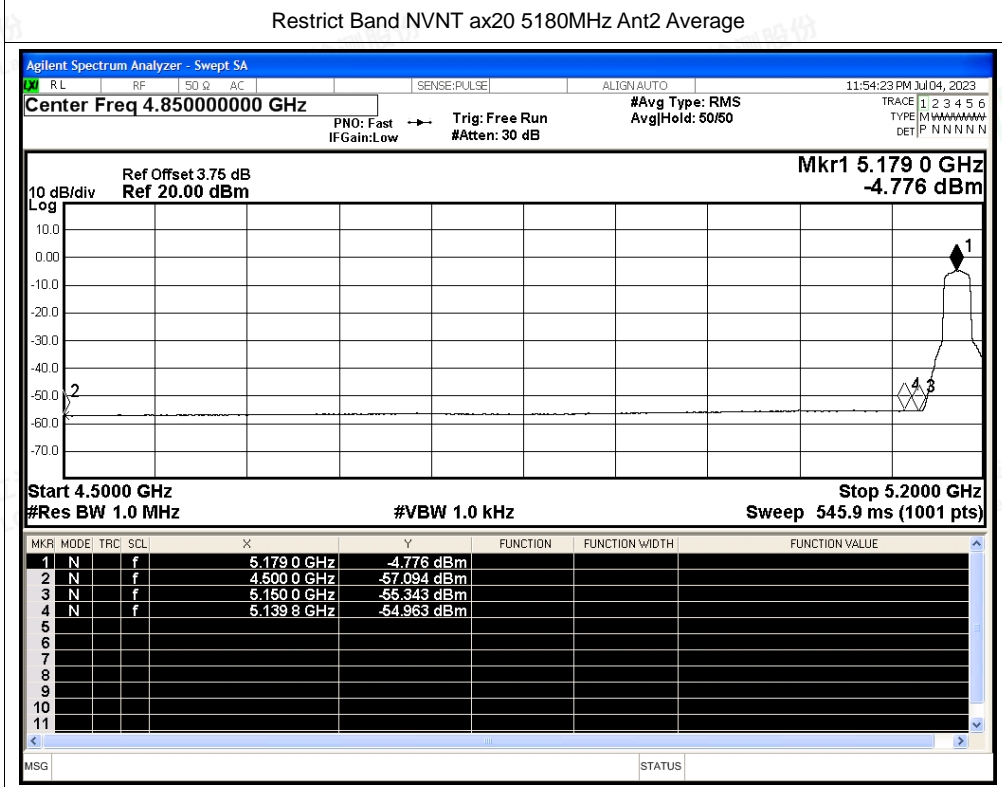 Restrict Band NVNT ax20 5180MHz Ant2 Average
Agilent Spectrum Analyzer - Swept SA
LXI RL RF 50 Ω AC SENSE:PULSE ALIGN AUTO 11:54:23 PM Jul 04, 2023
Center Freq 4.850000000 GHz
PNO: Fast
IFGain:Low
Trig: Free Run
#Atten: 30 dB
#Avg Type: RMS
Avg|Hold: 50/50
TRACE 1 2 3 4 5 6
TYPE M WWWWW
DET P N N N N N
Ref Offset 3.75 dB
10 dB/div Ref 20.00 dBm
Log
Mkr1 5.179 0 GHz
-4.776 dBm
10.0
0.00
-10.0
-20.0
-30.0
-40.0
-50.0
-60.0
-70.0
1
2
4 3
Start 4.5000 GHz Stop 5.2000 GHz
#Res BW 1.0 MHz #VBW 1.0 kHz Sweep 545.9 ms (1001 pts)
MKR MODE TRC SCL X Y FUNCTION FUNCTION WIDTH FUNCTION VALUE
1 N f 5.179 0 GHz -4.776 dBm
2 N f 4.500 0 GHz -57.094 dBm
3 N f 5.150 0 GHz -55.343 dBm
4 N f 5.139 8 GHz -54.963 dBm
5
6
7
8
9
10
11
MSG STATUS